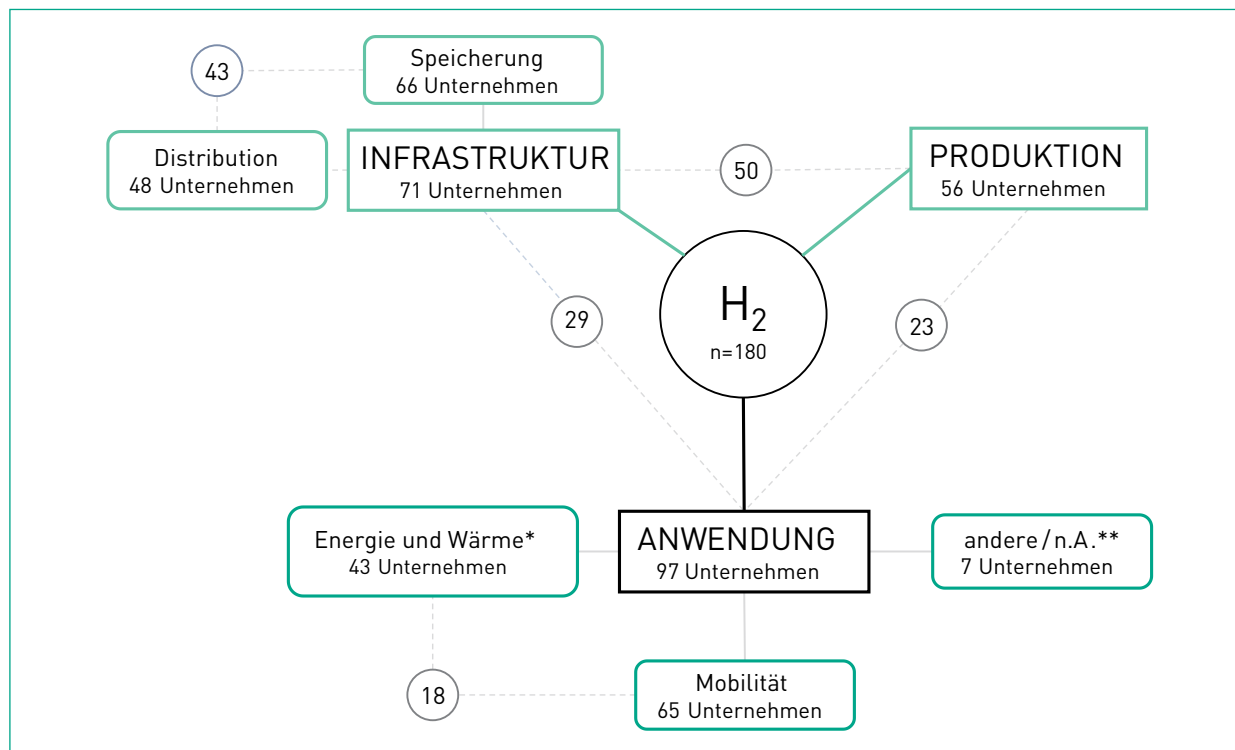 Speicherung
66 Unternehmen
43
Distribution
48 Unternehmen
INFRASTRUKTUR
71 Unternehmen
50
PRODUKTION
56 Unternehmen
H₂
n=180
29
23
Energie und Wärme*
43 Unternehmen
ANWENDUNG
97 Unternehmen
andere/n.A.**
7 Unternehmen
18
Mobilität
65 Unternehmen